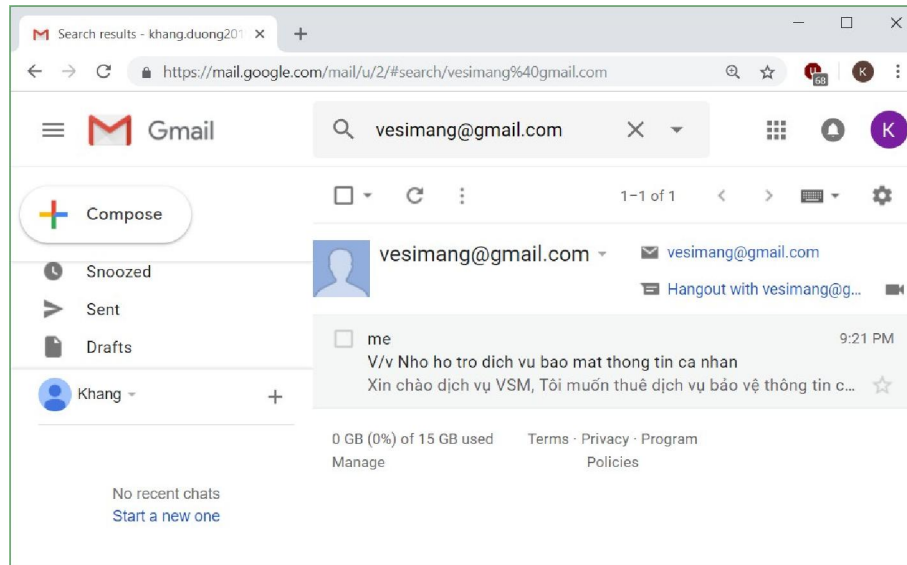 Search results - khang.duong201
https://mail.google.com/mail/u/2/#search/vesimang%40gmail.com
68
K
Gmail
vesimang@gmail.com
K
Compose
1–1 of 1
Snoozed
Sent
Drafts
vesimang@gmail.com
vesimang@gmail.com
Hangout with vesimang@g...
me
9:21 PM
V/v Nho ho tro dich vu bao mat thong tin ca nhan
Xin chào dịch vụ VSM, Tôi muốn thuê dịch vụ bảo vệ thông tin c...
Khang
0 GB (0%) of 15 GB used
Manage
Terms · Privacy · Program
Policies
No recent chats
Start a new one